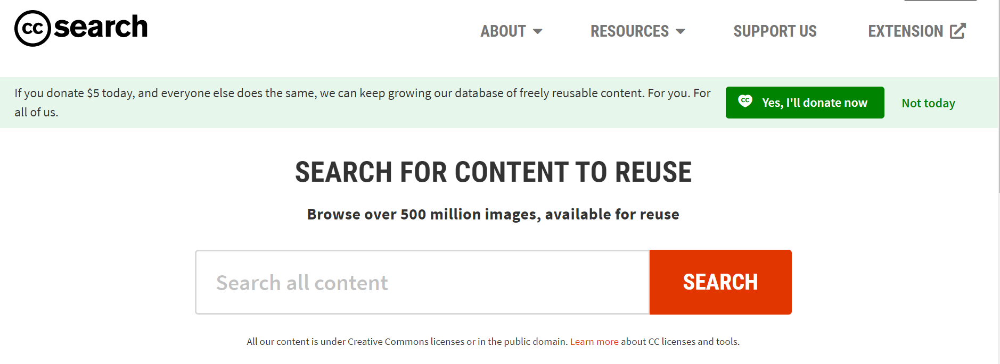 cc search
ABOUT
RESOURCES
SUPPORT US
EXTENSION
If you donate $5 today, and everyone else does the same, we can keep growing our database of freely reusable content. For you. For
all of us.
cc Yes, I'll donate now
Not today
SEARCH FOR CONTENT TO REUSE
Browse over 500 million images, available for reuse
Search all content
SEARCH
All our content is under Creative Commons licenses or in the public domain. Learn more about CC licenses and tools.